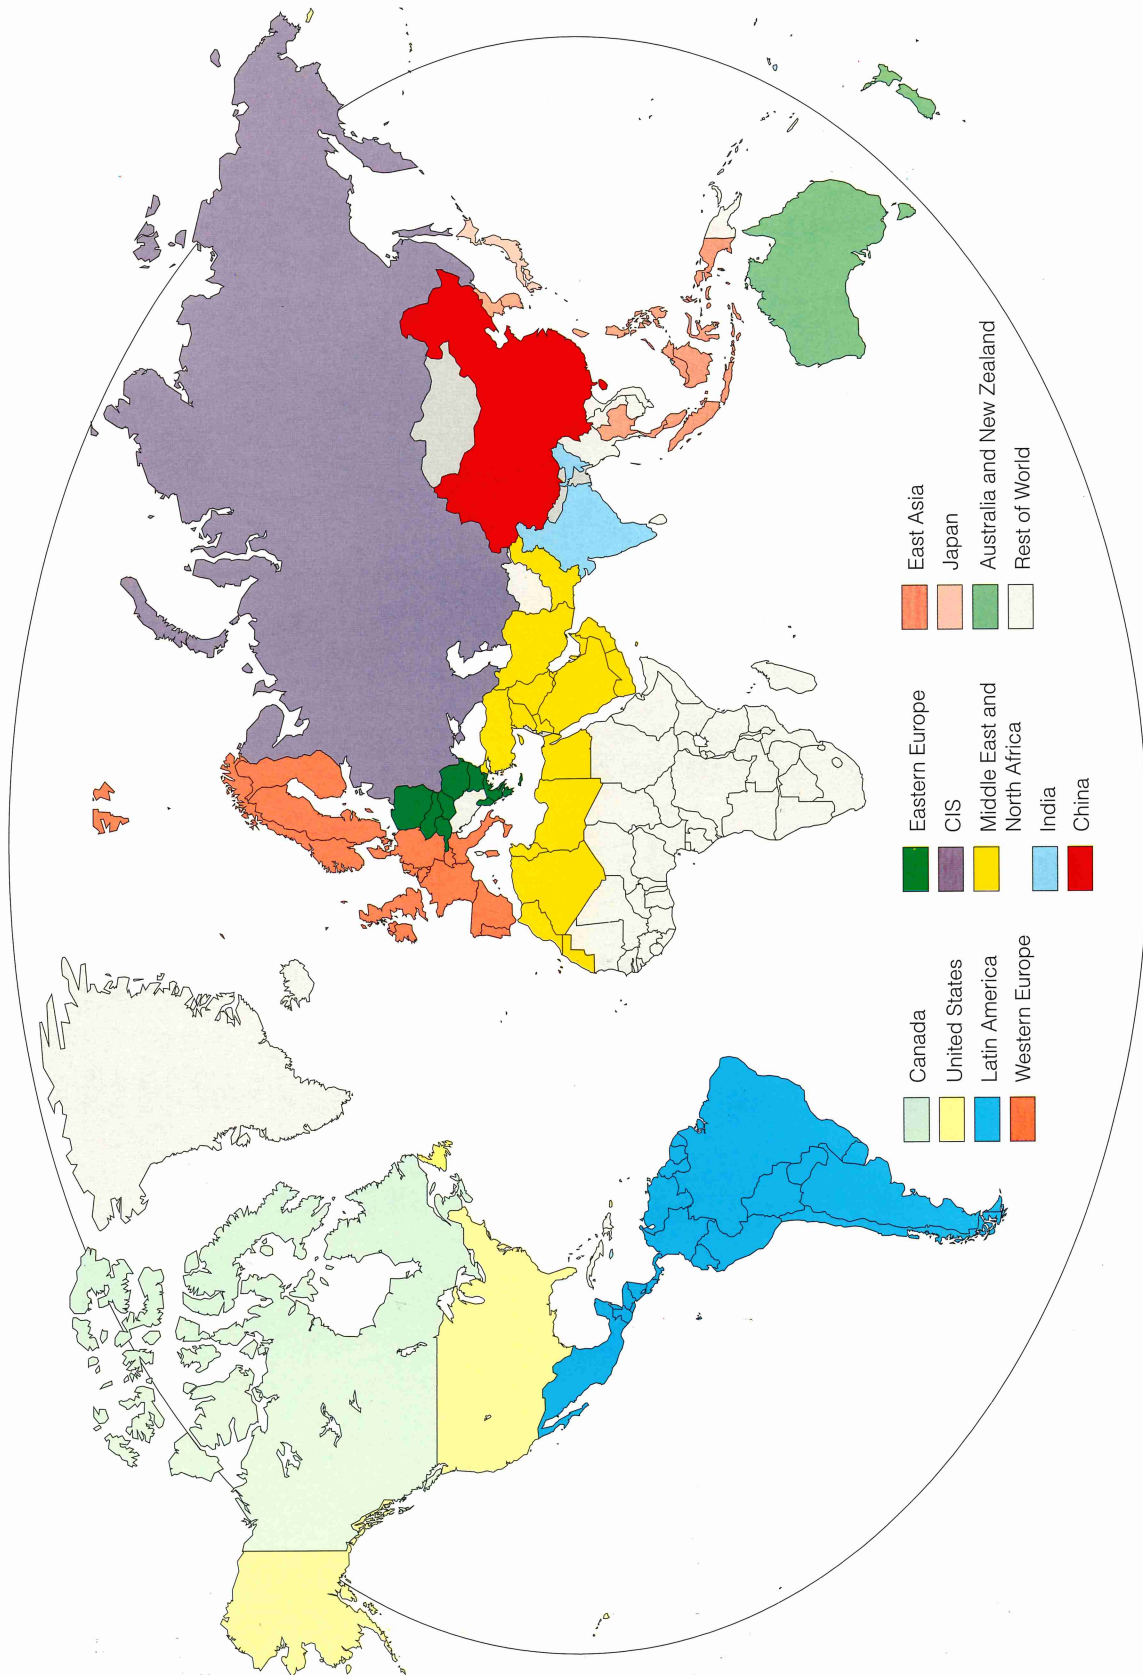 Canada
United States
Latin America
Western Europe
Eastern Europe
CIS
Middle East and
North Africa
India
China
East Asia
Japan
Australia and New Zealand
Rest of World